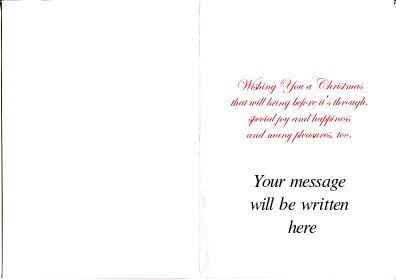 Wishing You a Christmas
that will bring before it's through,
special joy and happiness
and many pleasures, too.
Your message
will be written
here